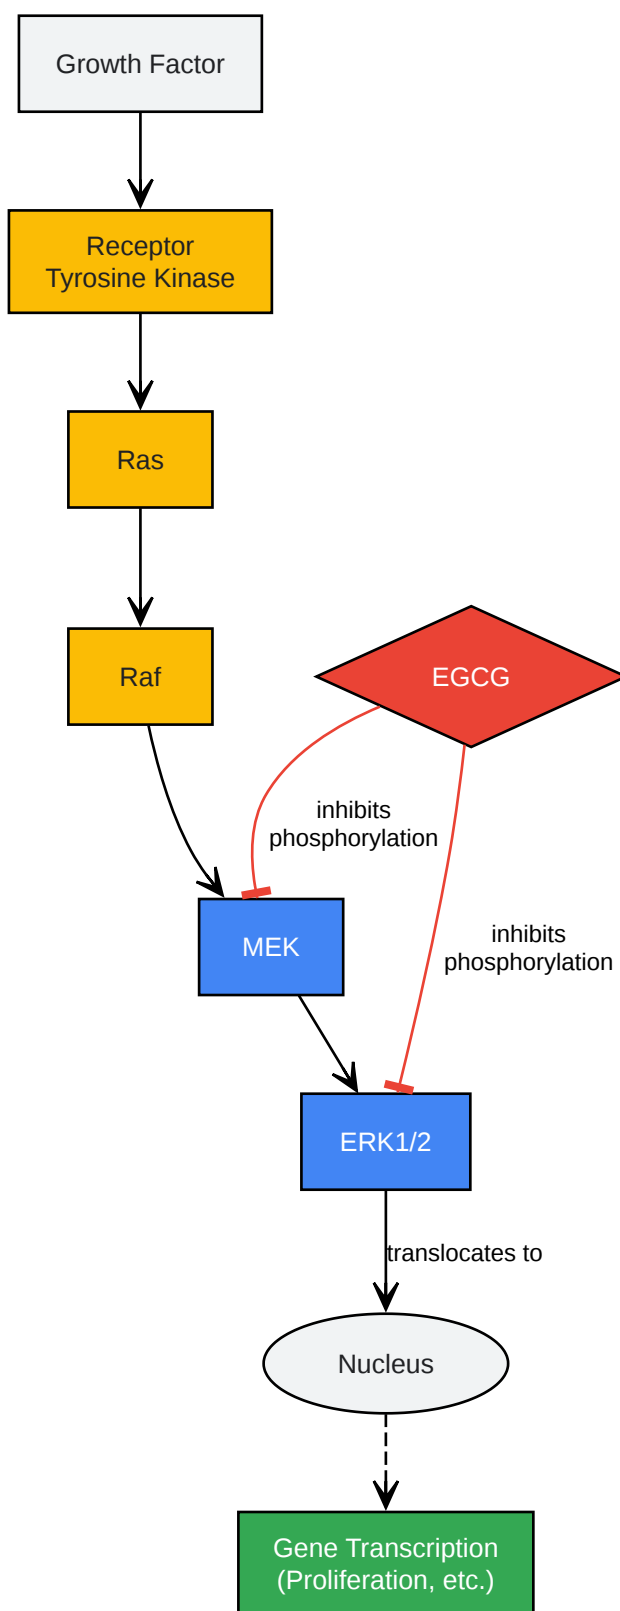 Growth Factor
Receptor
Tyrosine Kinase
Ras
Raf
EGCG
inhibits
phosphorylation
MEK
inhibits
phosphorylation
ERK1/2
translocates to
Nucleus
Gene Transcription
(Proliferation, etc.)